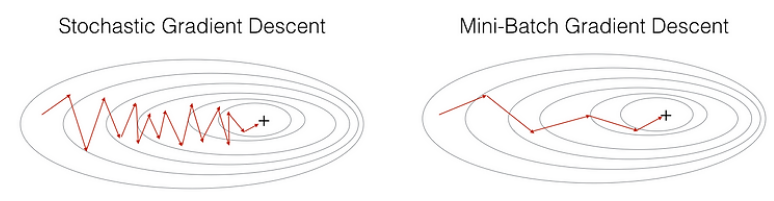 Stochastic Gradient Descent
Mini-Batch Gradient Descent